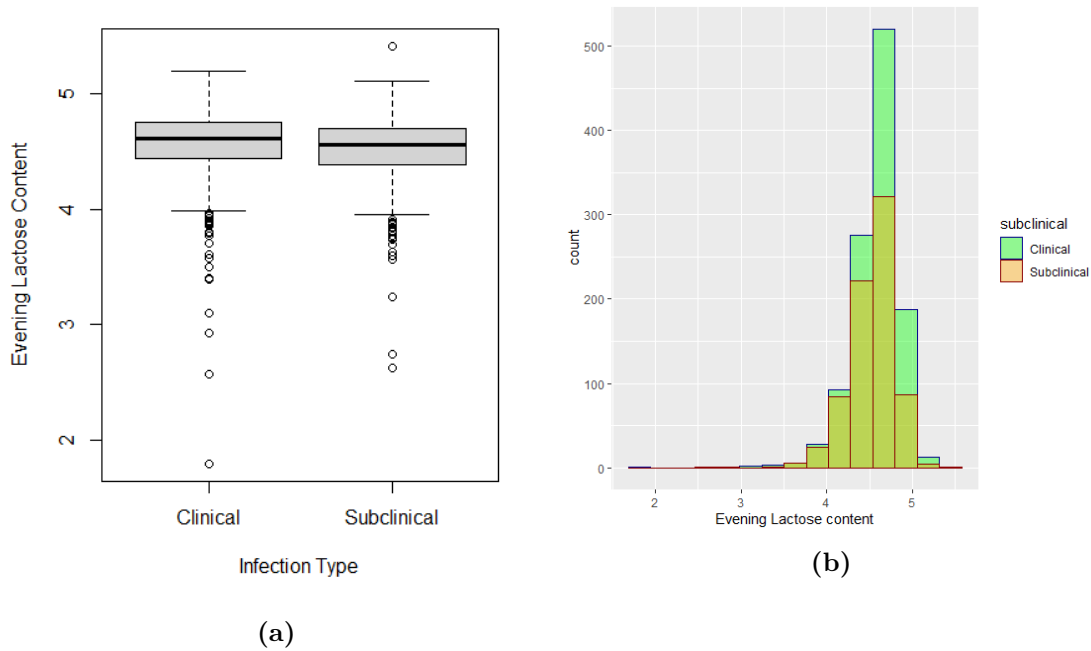 Evening Lactose Content
5
4
3
2
Clinical
Subclinical
Infection Type
(a)
count
500
400
300
200
100
0
2
3
4
5
Evening Lactose content
subclinical
Clinical
Subclinical
(b)